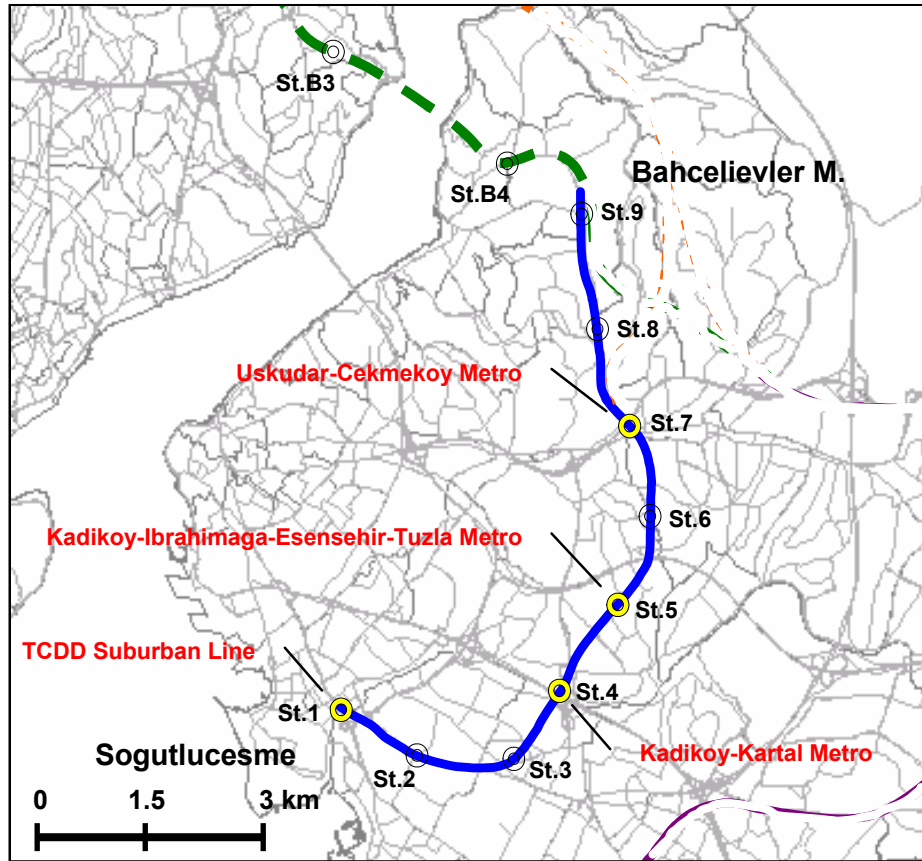 St.B3
Bahcelievler M.
St.B4
St.9
St.8
Uskudar-Cekmekoy Metro
St.7
St.6
Kadikoy-Ibrahimaga-Esensehir-Tuzla Metro
St.5
TCDD Suburban Line
St.4
St.1
Sogutlucesme
Kadikoy-Kartal Metro
St.2
St.3
0 1.5 3 km